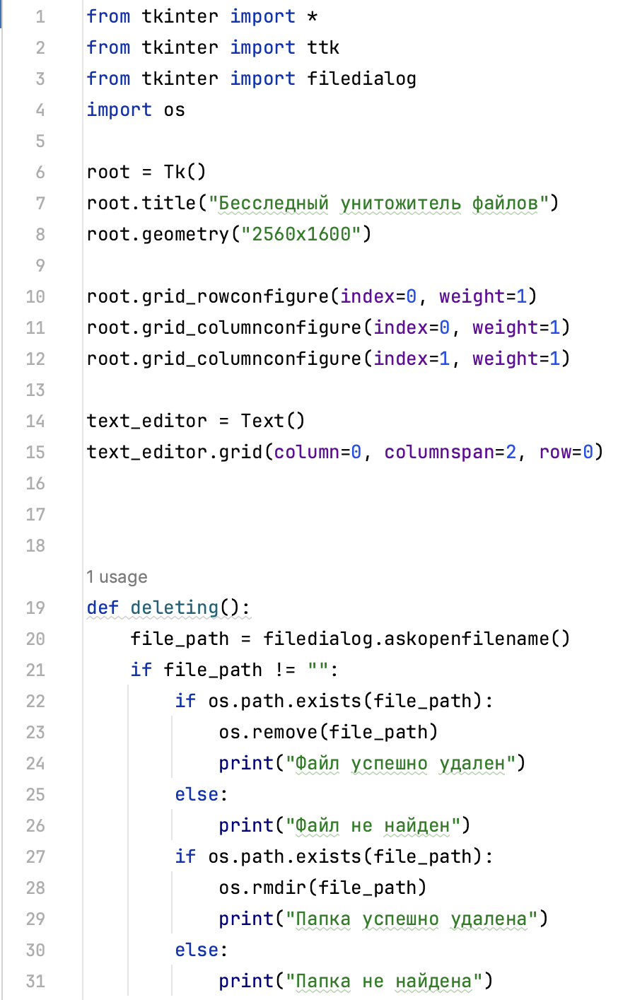 1 from tkinter import *
2 from tkinter import ttk
3 from tkinter import filedialog
4 import os
5
6 root = Tk()
7 root.title("Бесследный унитожитель файлов")
8 root.geometry("2560x1600")
9
10 root.grid_rowconfigure(index=0, weight=1)
11 root.grid_columnconfigure(index=0, weight=1)
12 root.grid_columnconfigure(index=1, weight=1)
13
14 text_editor = Text()
15 text_editor.grid(column=0, columnspan=2, row=0)
16
17
18
1 usage
19 def deleting():
20     file_path = filedialog.askopenfilename()
21     if file_path != "":
22         if os.path.exists(file_path):
23             os.remove(file_path)
24             print("Файл успешно удален")
25         else:
26             print("Файл не найден")
27         if os.path.exists(file_path):
28             os.rmdir(file_path)
29             print("Папка успешно удалена")
30         else:
31             print("Папка не найдена")